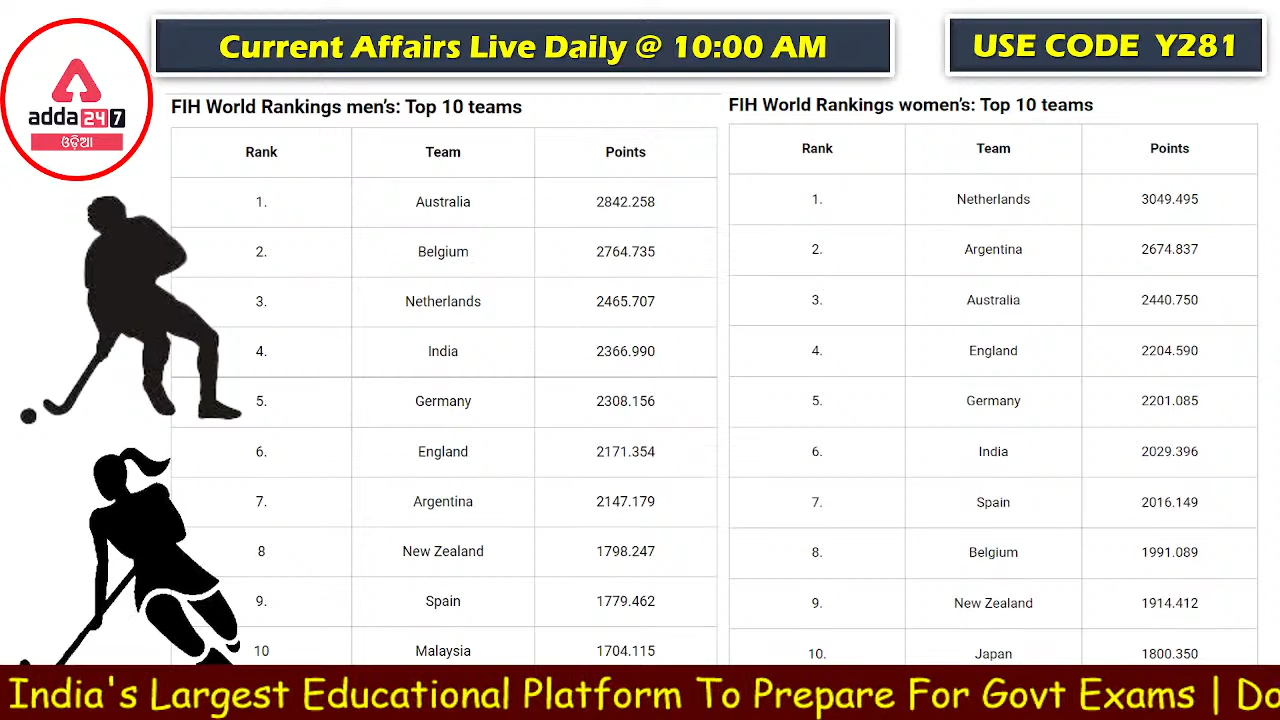 Current Affairs Live Daily @ 10:00 AM
USE CODE Y281
adda 24 7
ଓଡ଼ିଆ
FIH World Rankings men's: Top 10 teams
Rank Team Points
1. Australia 2842.258
2. Belgium 2764.735
3. Netherlands 2465.707
4. India 2366.990
5. Germany 2308.156
6. England 2171.354
7. Argentina 2147.179
8 New Zealand 1798.247
9. Spain 1779.462
10 Malaysia 1704.115
FIH World Rankings women's: Top 10 teams
Rank Team Points
1. Netherlands 3049.495
2. Argentina 2674.837
3. Australia 2440.750
4. England 2204.590
5. Germany 2201.085
6. India 2029.396
7. Spain 2016.149
8. Belgium 1991.089
9. New Zealand 1914.412
10. Japan 1800.350
India's Largest Educational Platform To Prepare For Govt Exams |